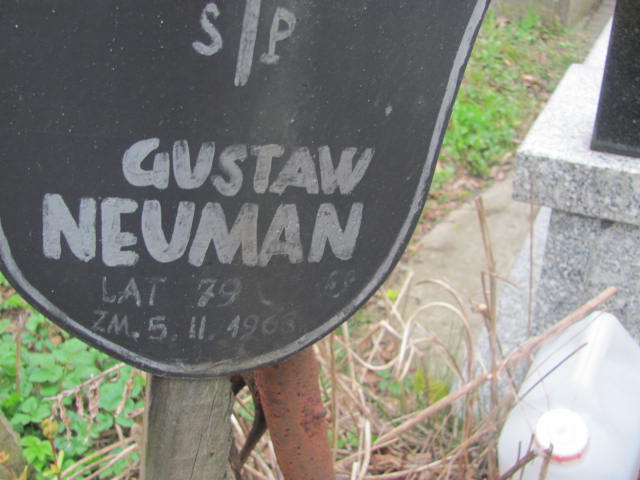 S P
GUSTAW
NEUMAN
LAT 79
ZM. 5. II. 1963